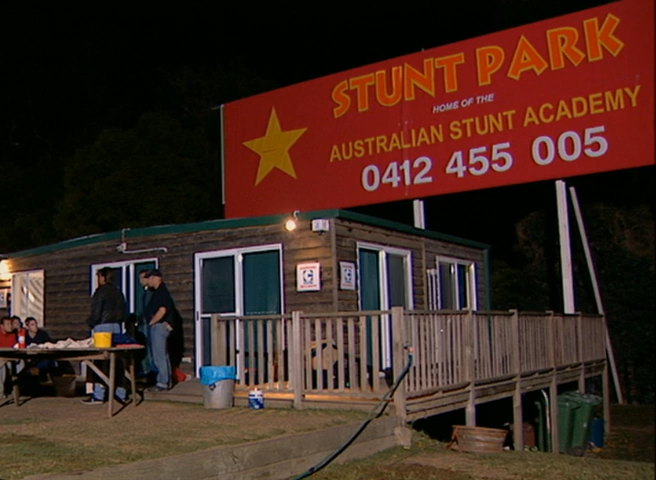 STUNT PARK
HOME OF THE
AUSTRALIAN STUNT ACADEMY
0412 455 005